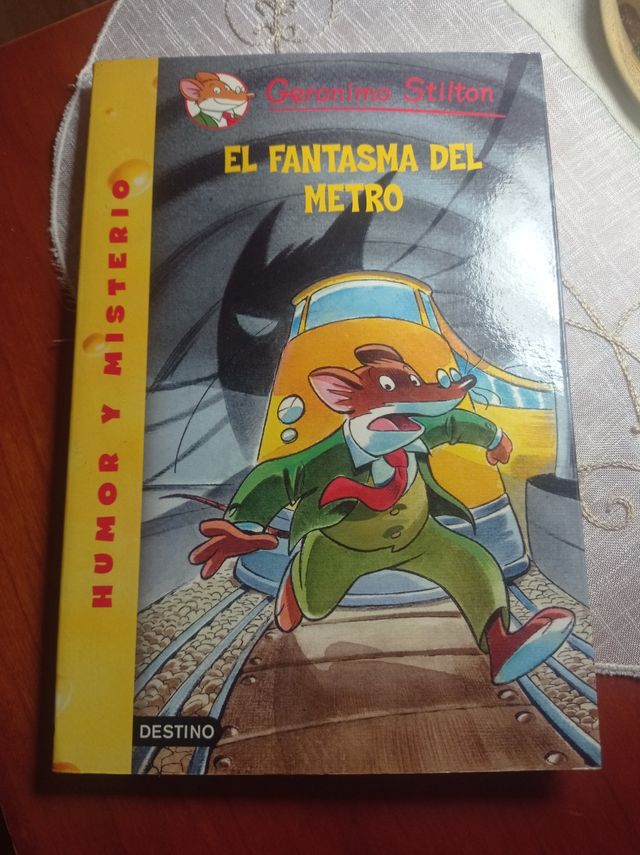 Geronimo Stilton
EL FANTASMA DEL
METRO
HUMOR Y MISTERIO
DESTINO